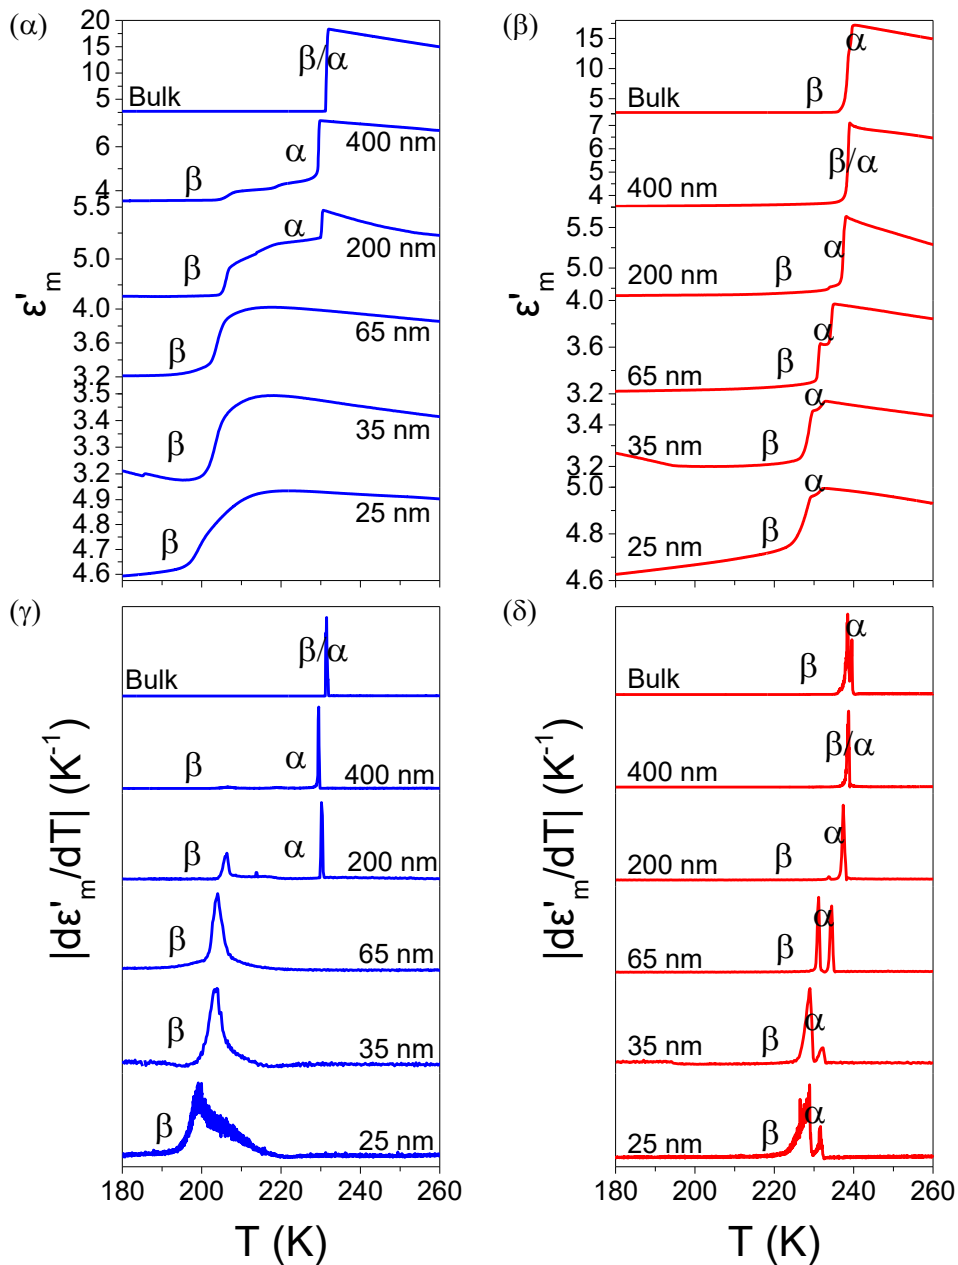 (α)
20
15
10
5
Bulk
β/α
6
4
β
α
400 nm
5.5
5.0
β
α
200 nm
4.0
3.6
3.2
β
65 nm
3.5
3.4
3.3
3.2
β
35 nm
4.9
4.8
4.7
4.6
β
25 nm
ε'm
(β)
15
10
5
Bulk
β
α
7
6
5
4
400 nm
β/α
5.5
5.0
200 nm
β
α
4.0
3.6
3.2
65 nm
β
α
3.4
3.2
35 nm
β
α
5.0
4.8
4.6
25 nm
β
α
ε'm
(γ)
Bulk
β/α
β
α
400 nm
β
α
200 nm
β
65 nm
β
35 nm
β
25 nm
|dε'm/dT| (K-1)
180 200 220 240 260
T (K)
(δ)
Bulk
β
α
400 nm
β/α
200 nm
β
α
65 nm
β
α
35 nm
β
α
25 nm
β
α
|dε'm/dT| (K-1)
180 200 220 240 260
T (K)